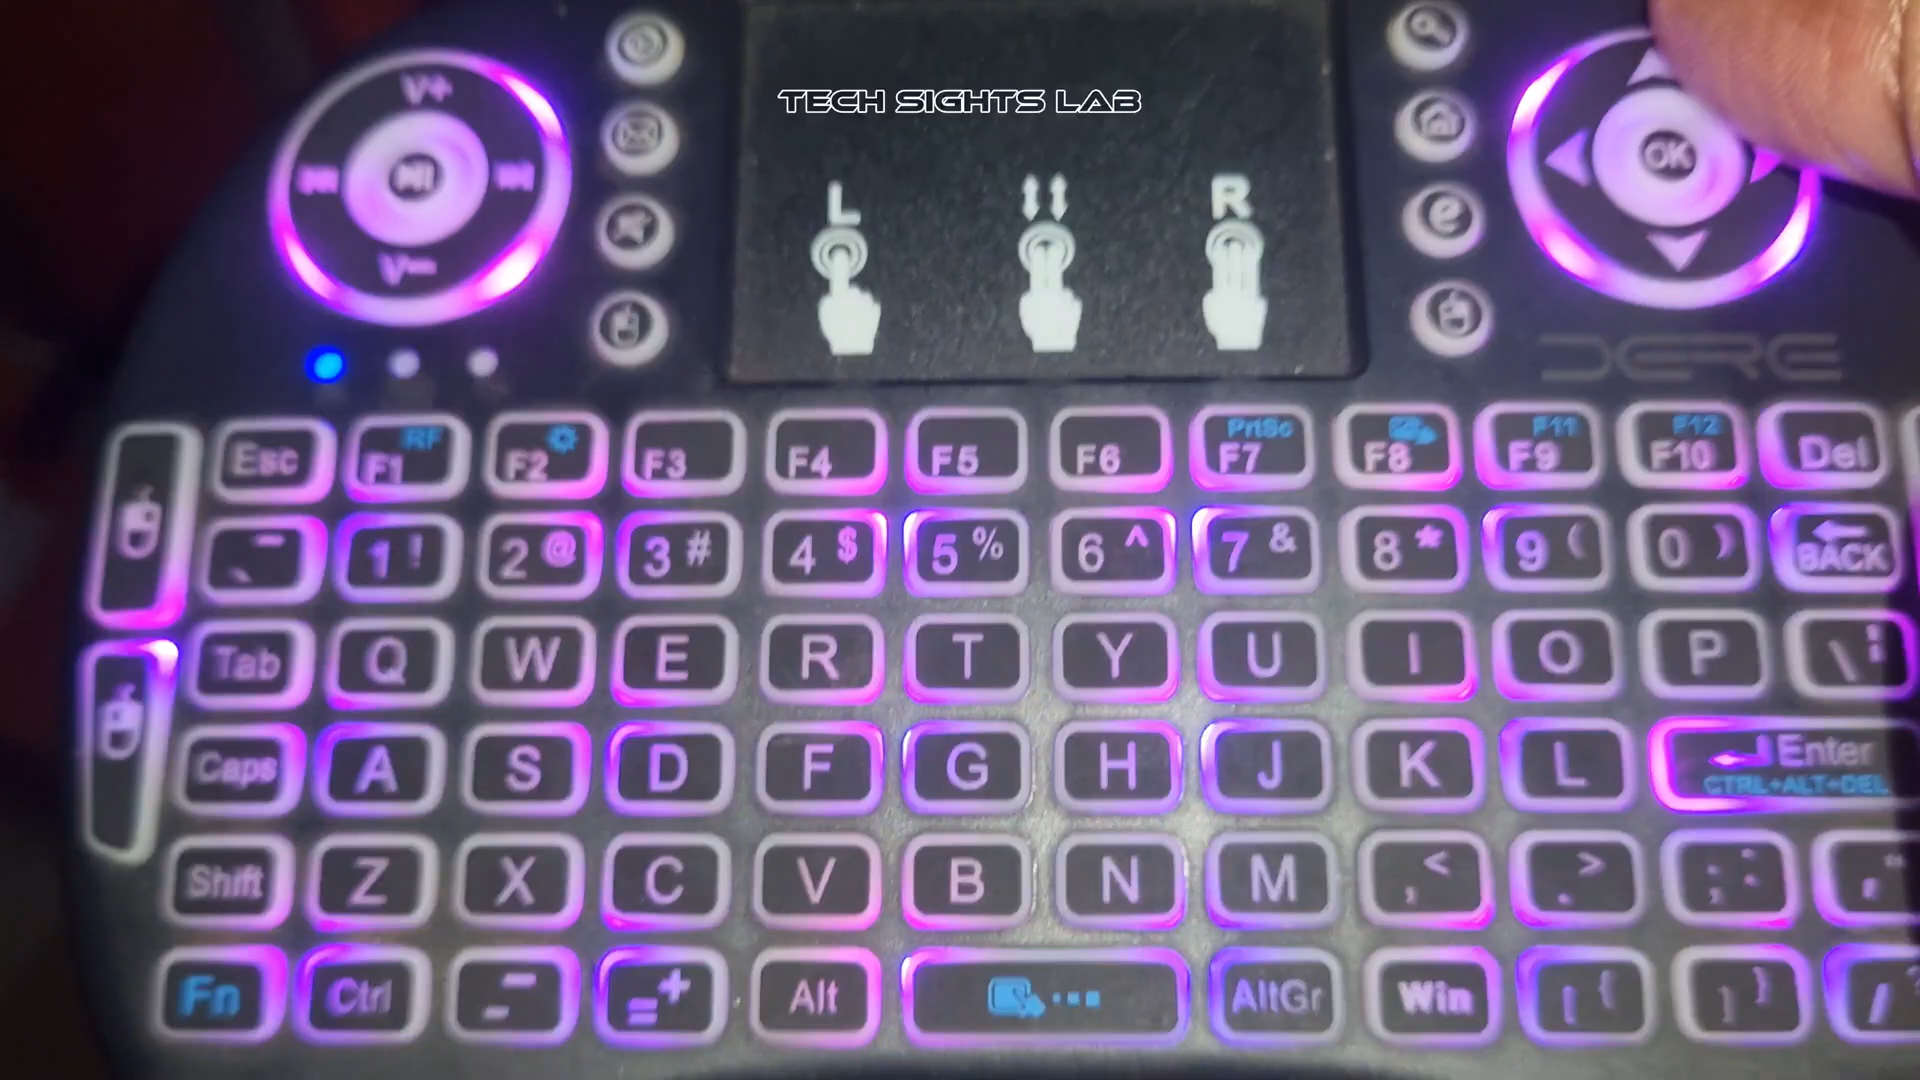 V+
V-
TECH SIGHTS LAB
L
R
OK
DERE
Esc F1 RF F2 F3 F4 F5 F6 F7 PrtSc F8 F9 F11 F10 F12 Del
` ~ 1 ! 2 @ 3 # 4 $ 5 % 6 ^ 7 & 8 * 9 ( 0 ) BACK
Tab Q W E R T Y U I O P \
Caps A S D F G H J K L Enter
CTRL+ALT+DEL
Shift Z X C V B N M , < . > ; :
Fn Ctrl - _ = + Alt AltGr Win [ { ] } /